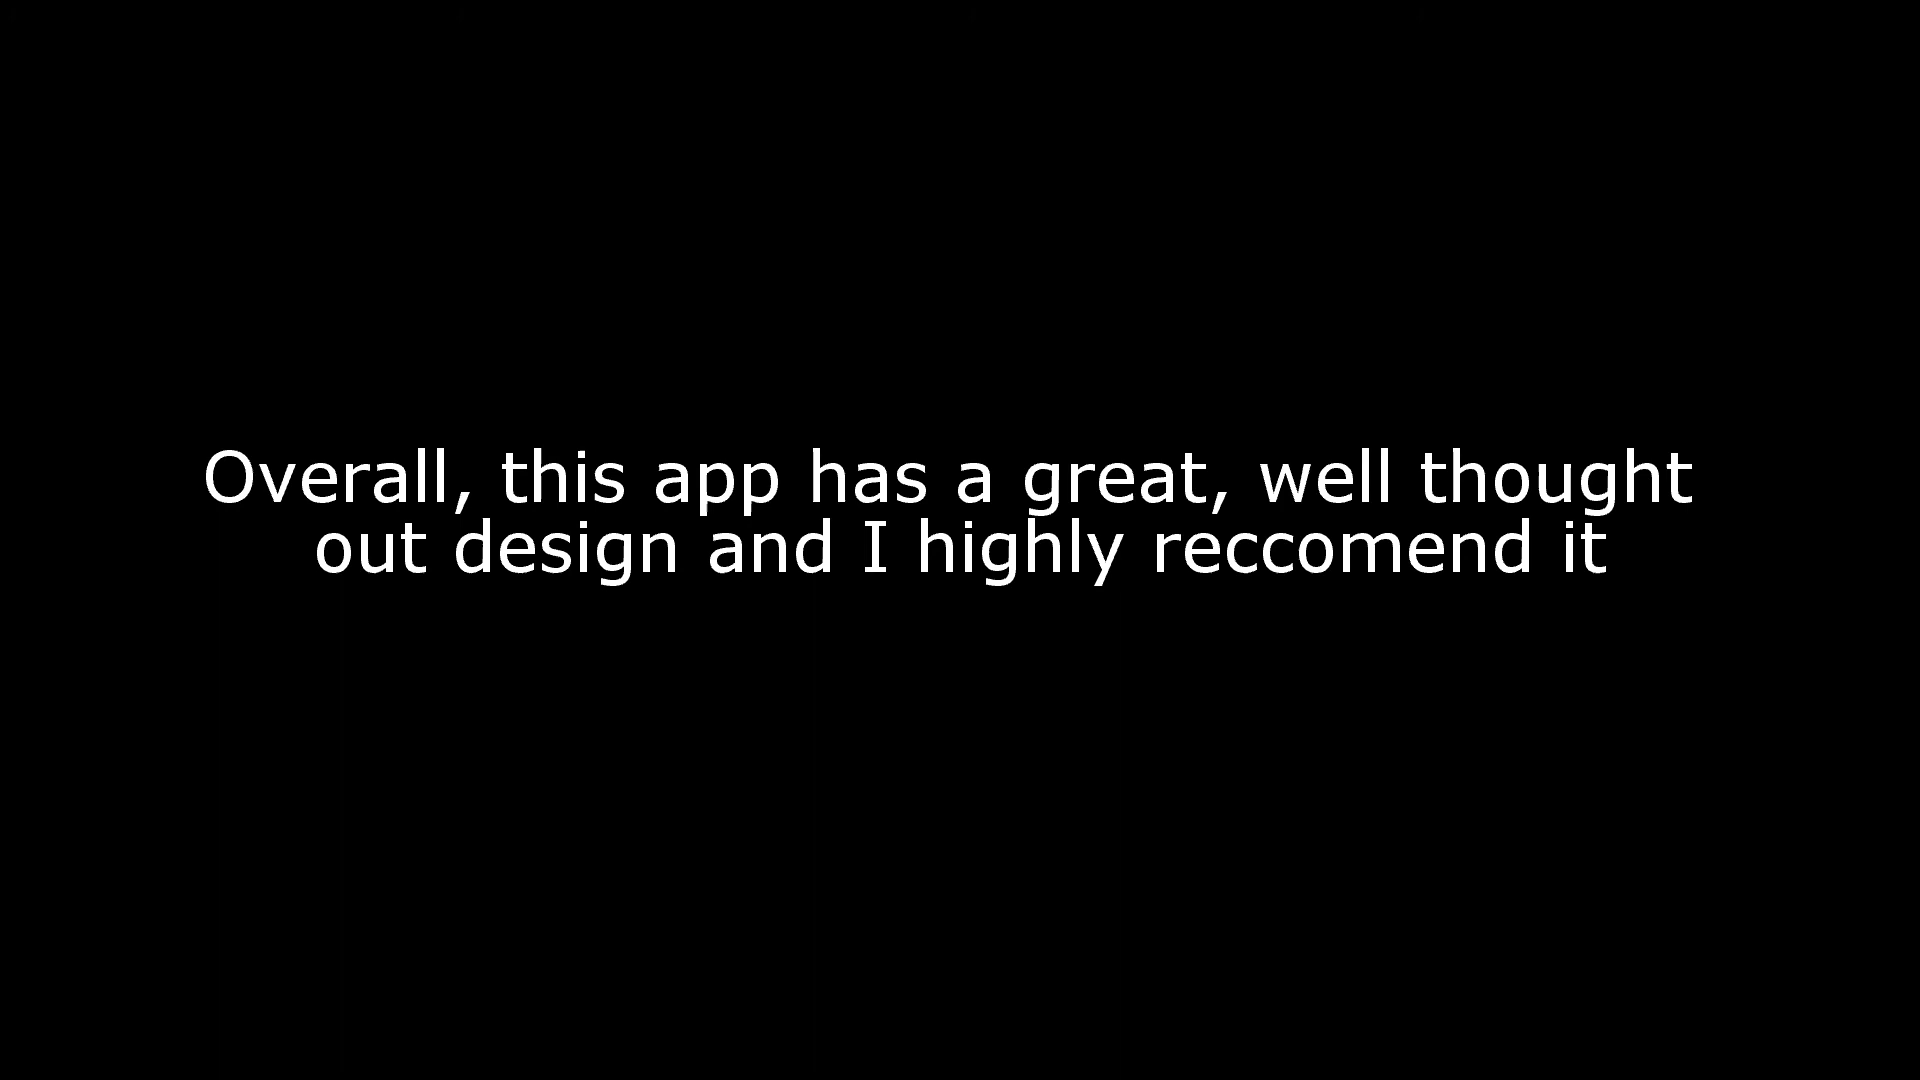 Overall, this app has a great, well thought
out design and I highly reccomend it